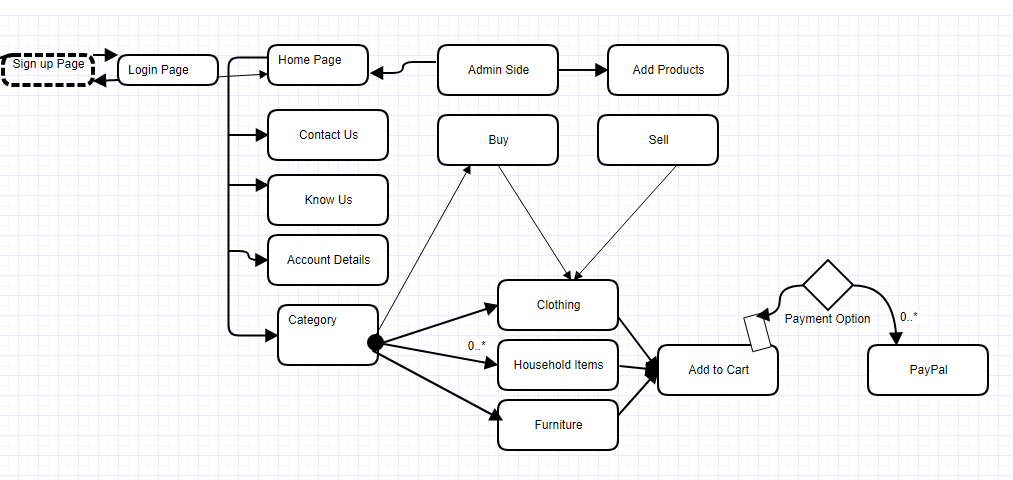 Sign up Page
Login Page
Home Page
Admin Side
Add Products
Contact Us
Buy
Sell
Know Us
Account Details
Category
Clothing
0..*
Household Items
Furniture
Add to Cart
Payment Option
0..*
PayPal